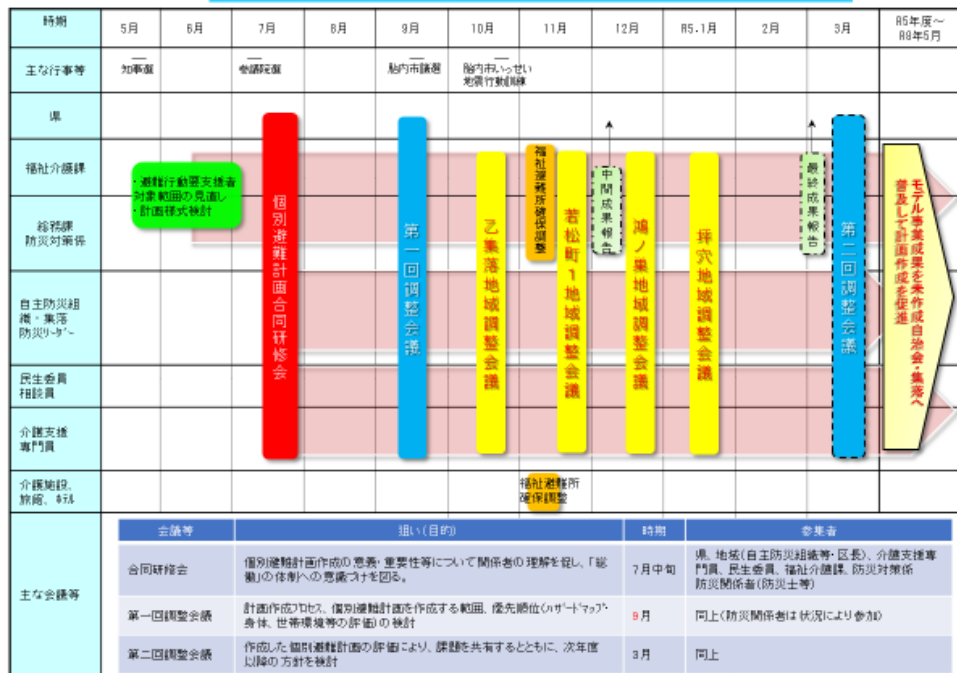 時期
5月
6月
7月
8月
9月
10月
11月
12月
R5.1月
2月
3月
R5年度～
R8年5月
主な行事等
知事選
参議院選
胎内市議選
胎内市いっせい
地震行動訓練
県
福祉介護課
総務課
防災対策係
自主防災組
織・集落
防災ﾘｰﾀﾞｰ
民生委員
相談員
介護支援
専門員
介護施設、
旅館、ﾎﾃﾙ
・避難行動要支援者
対象範囲の見直し
・計画様式検討
個別避難計画合同研修会
第一回調整会議
乙集落地域調整会議
福祉避難所確保調整
若松町１地域調整会議
中間成果報告
鴻ノ巣地域調整会議
坪穴地域調整会議
最終成果報告
第二回調整会議
モデル事業成果を未作成自治会・集落へ
普及して計画作成を促進
福祉避難所
確保調整
主な会議等
会議等
狙い(目的)
時期
参集者
合同研修会
個別避難計画作成の意義・重要性等について関係者の理解を促し、「総
働」の体制への意識づけを図る。
7月中旬
県、地域(自主防災組織等・区長)、介護支援専
門員、民生委員、福祉介護課、防災対策係
防災関係者(防災士等)
第一回調整会議
計画作成ﾌﾟﾛｾｽ、個別避難計画を作成する範囲、優先順位(ﾊｻﾞｰﾄﾞﾏｯﾌﾟ・
身体、世帯環境等の評価)の検討
9月
同上(防災関係者は状況により参加)
第二回調整会議
作成した個別避難計画の評価により、課題を共有するとともに、次年度
以降の方針を検討
3月
同上